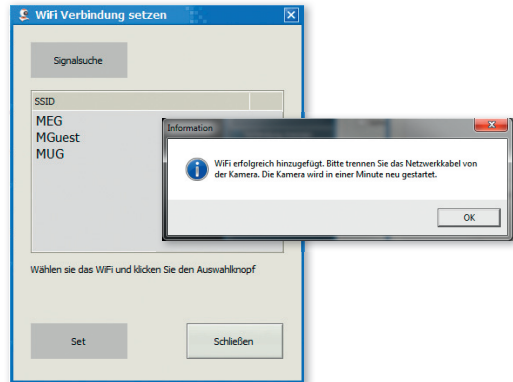 WiFi Verbindung setzen
Signalsuche
SSID
MEG
MGuest
MUG
Information
WiFi erfolgreich hinzugefügt. Bitte trennen Sie das Netzwerkkabel von
der Kamera. Die Kamera wird in einer Minute neu gestartet.
OK
Wählen sie das WiFi und klicken Sie den Auswahlknopf
Set
Schließen